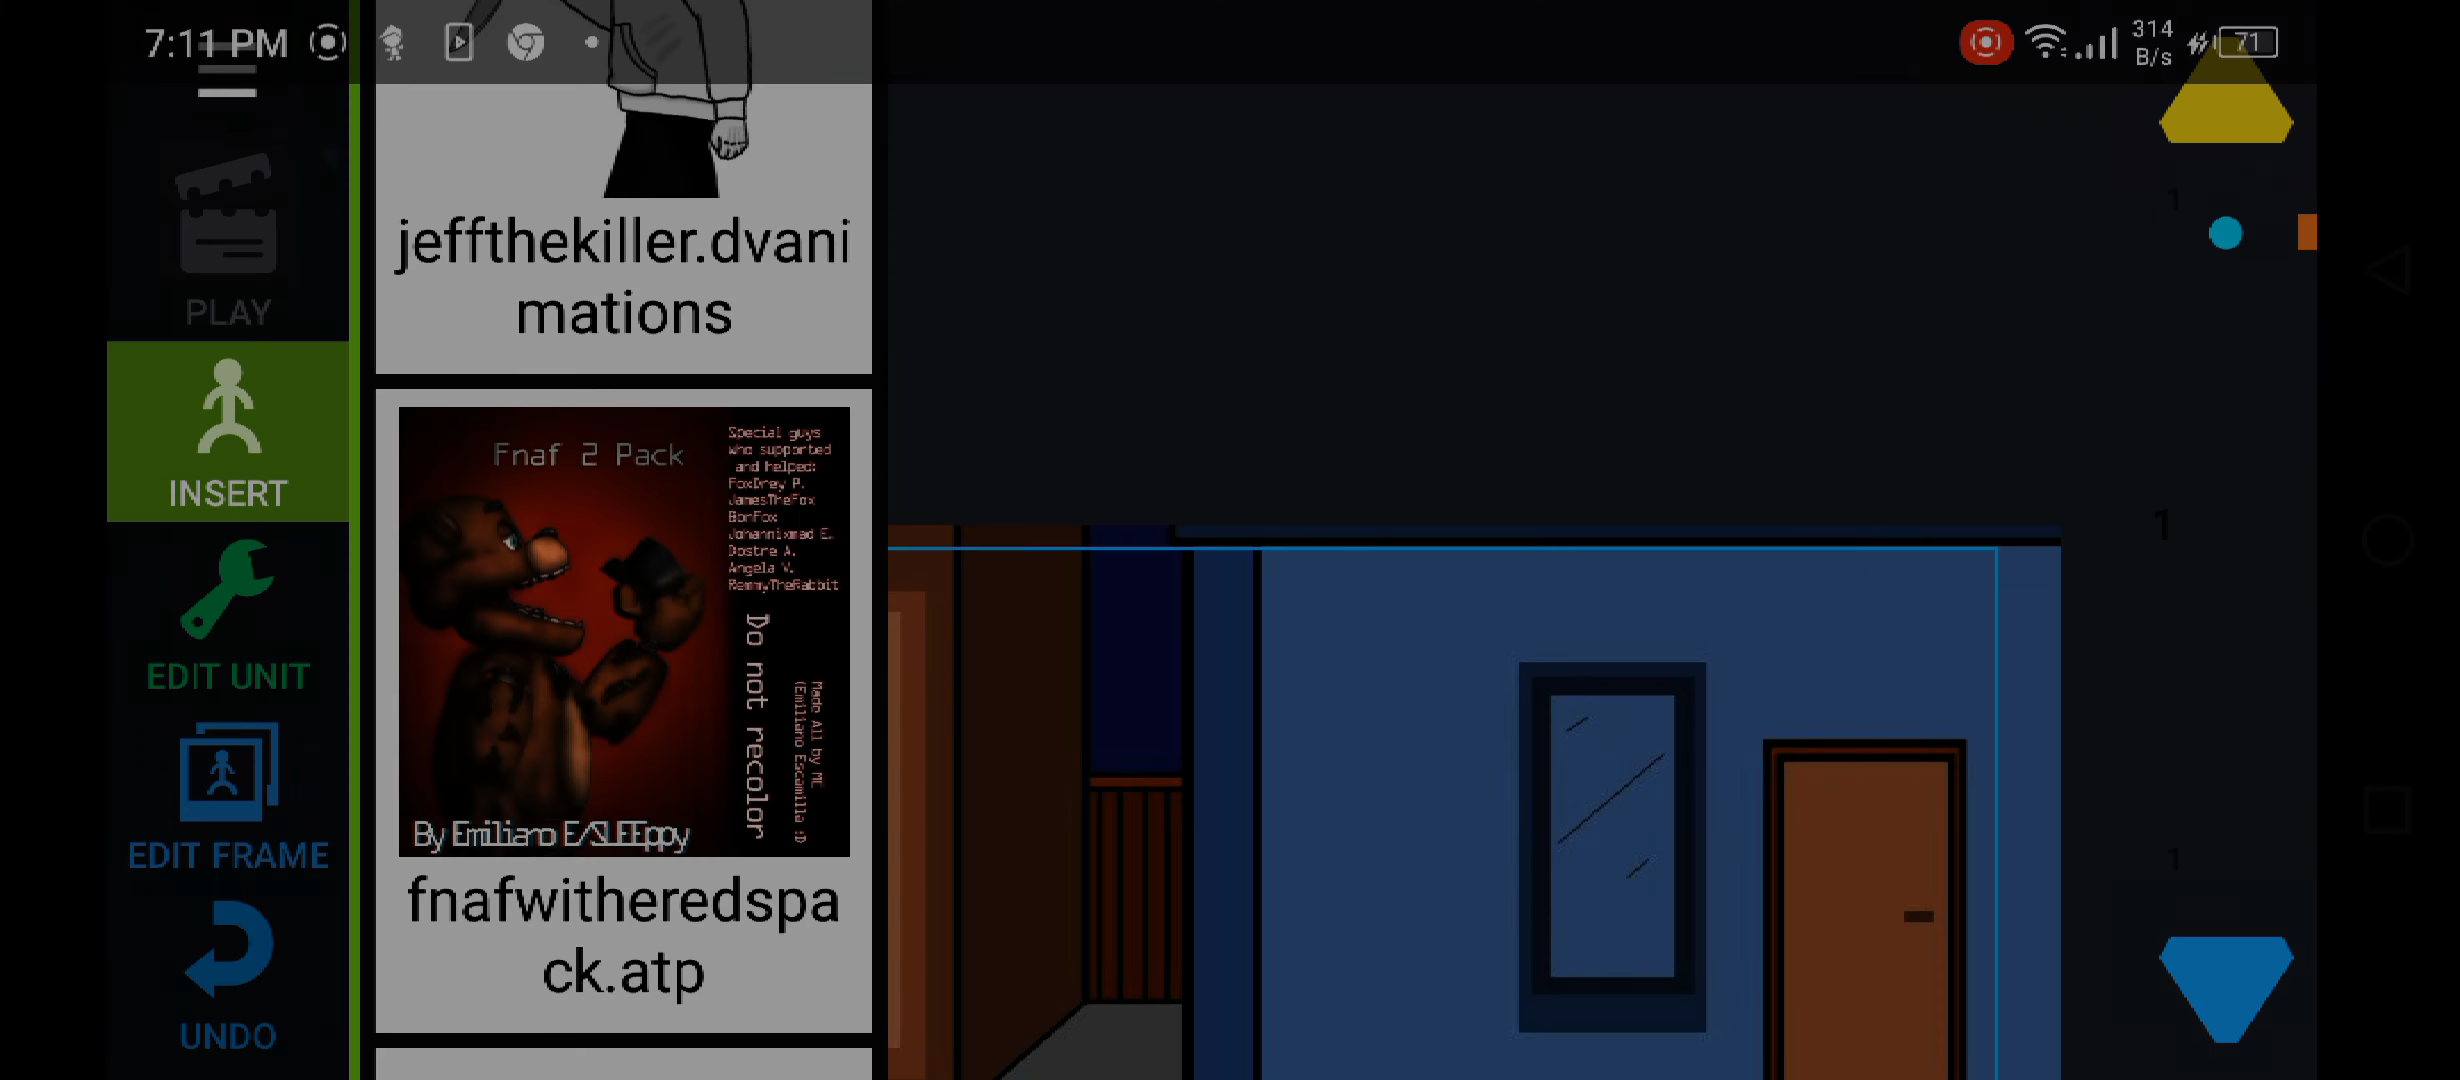 7:11 PM
314
B/s
71
PLAY
INSERT
EDIT UNIT
EDIT FRAME
UNDO
jeffthekiller.dvani
mations
Fnaf 2 Pack
Special guys
who supported
and helped:
FoxDrey P.
JamesTheFox
BonFox
Johannixmad E.
Dostre A.
Angela V.
RemmyTheRabbit
Do not recolor
Made All by ME
(Emiliano Escamilla :D
By Emiliano E/SLEEppy
fnafwitheredspa
ck.atp
1
1
1